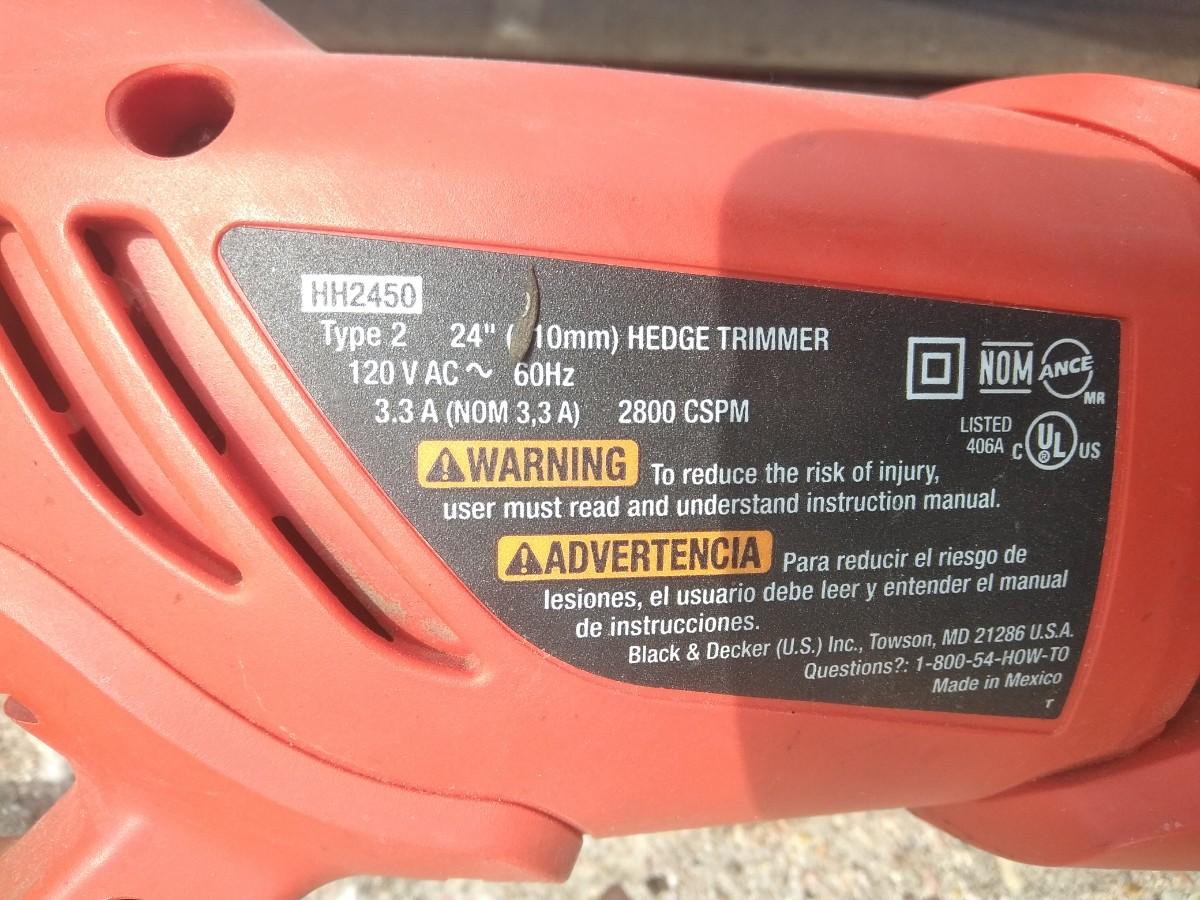 HH2450
Type 2 24" ( 10mm) HEDGE TRIMMER
120 V AC ~ 60Hz
3.3 A (NOM 3,3 A) 2800 CSPM
NOM ANCE MR
LISTED
406A C UL ® US
⚠WARNING To reduce the risk of injury,
user must read and understand instruction manual.
⚠ADVERTENCIA Para reducir el riesgo de
lesiones, el usuario debe leer y entender el manual
de instrucciones.
Black & Decker (U.S.) Inc., Towson, MD 21286 U.S.A.
Questions?: 1-800-54-HOW-TO
Made in Mexico
T